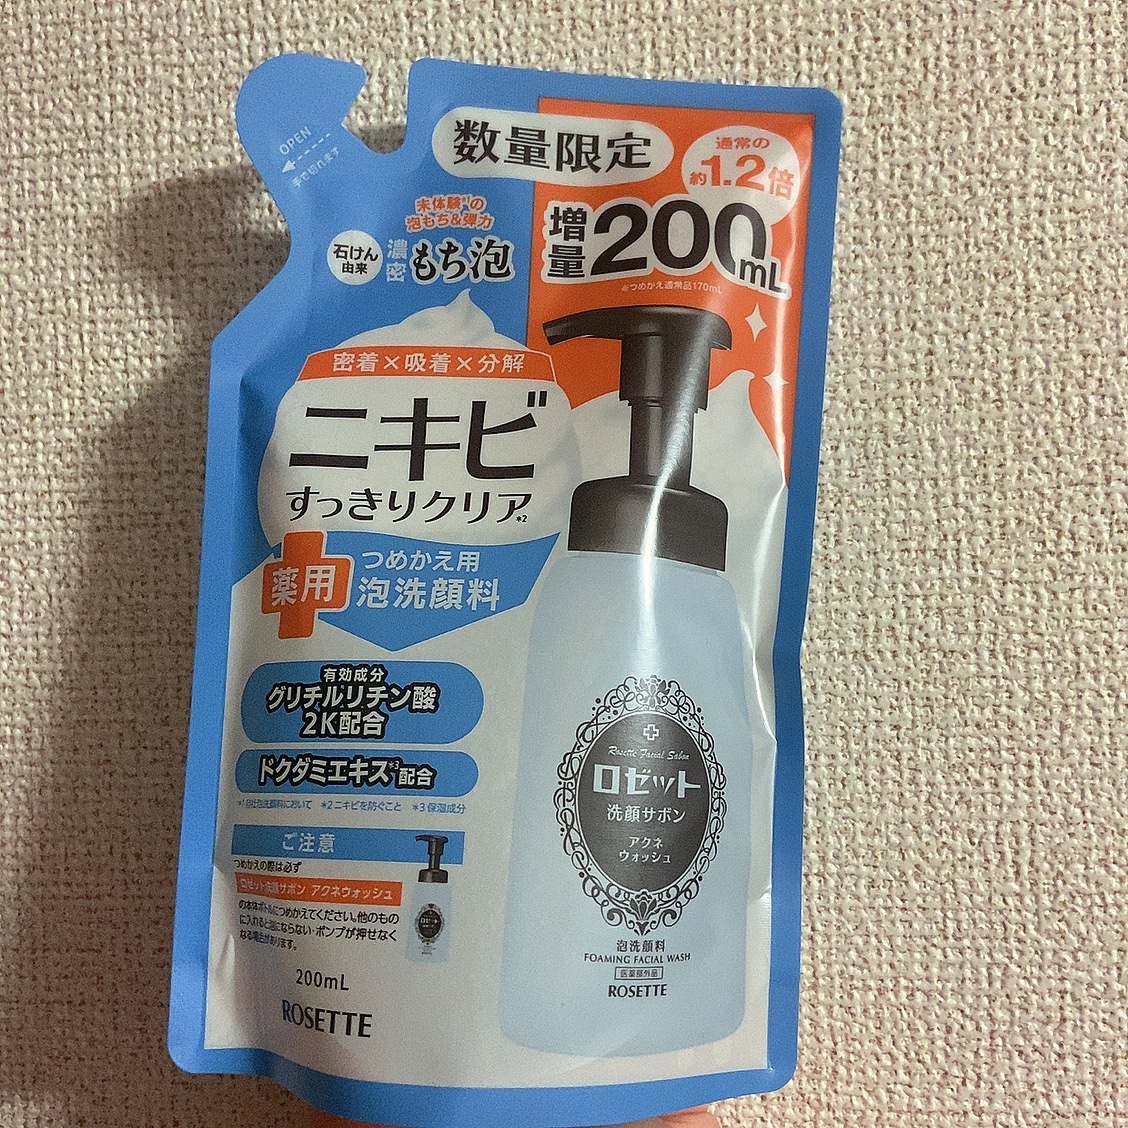 OPEN
手で切れます
数量限定
通常の
約1.2倍
増量200mL
※つめかえ通常品170mL
未体験*1の
泡もち&弾力
石けん
由来
濃密もち泡
密着×吸着×分解
ニキビ
すっきりクリア*2
薬用
つめかえ用
泡洗顔料
有効成分
グリチルリチン酸
2K配合
ドクダミエキス*3配合
*1 自社泡洗顔料において *2 ニキビを防ぐこと *3 保湿成分
ご注意
つめかえの際は必ず
ロゼット洗顔サボン アクネウォッシュ
の本体ボトルにつめかえてください。他のもの
に入れると泡にならない・ポンプが押せなく
なる場合があります。
200mL
ROSETTE
Rosette Facial Sabon
ロゼット
洗顔サボン
アクネ
ウォッシュ
泡洗顔料
FOAMING FACIAL WASH
医薬部外品
ROSETTE